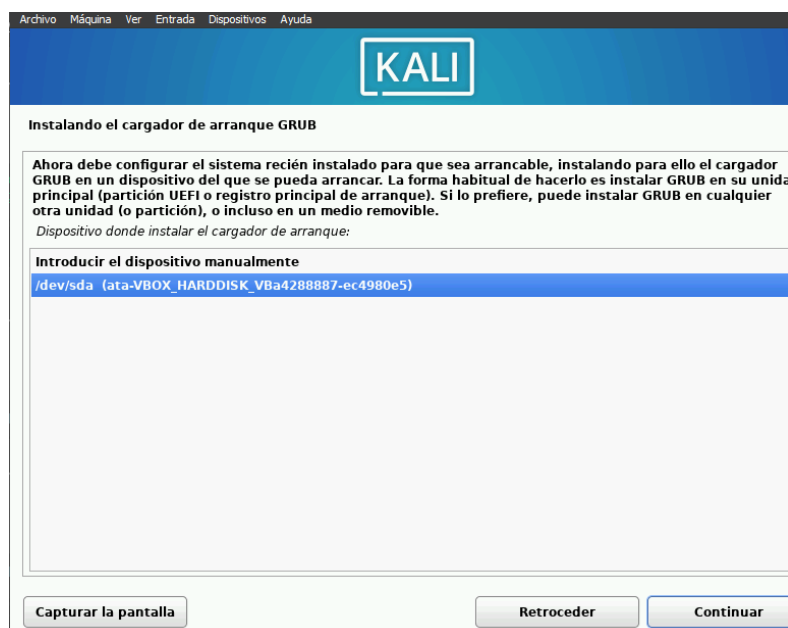 Archivo Máquina Ver Entrada Dispositivos Ayuda
KALI
Instalando el cargador de arranque GRUB
Ahora debe configurar el sistema recién instalado para que sea arrancable, instalando para ello el cargador
GRUB en un dispositivo del que se pueda arrancar. La forma habitual de hacerlo es instalar GRUB en su unida
principal (partición UEFI o registro principal de arranque). Si lo prefiere, puede instalar GRUB en cualquier
otra unidad (o partición), o incluso en un medio removible.
Dispositivo donde instalar el cargador de arranque:
Introducir el dispositivo manualmente
/dev/sda (ata-VBOX_HARDDISK_VBa4288887-ec4980e5)
Capturar la pantalla Retroceder Continuar